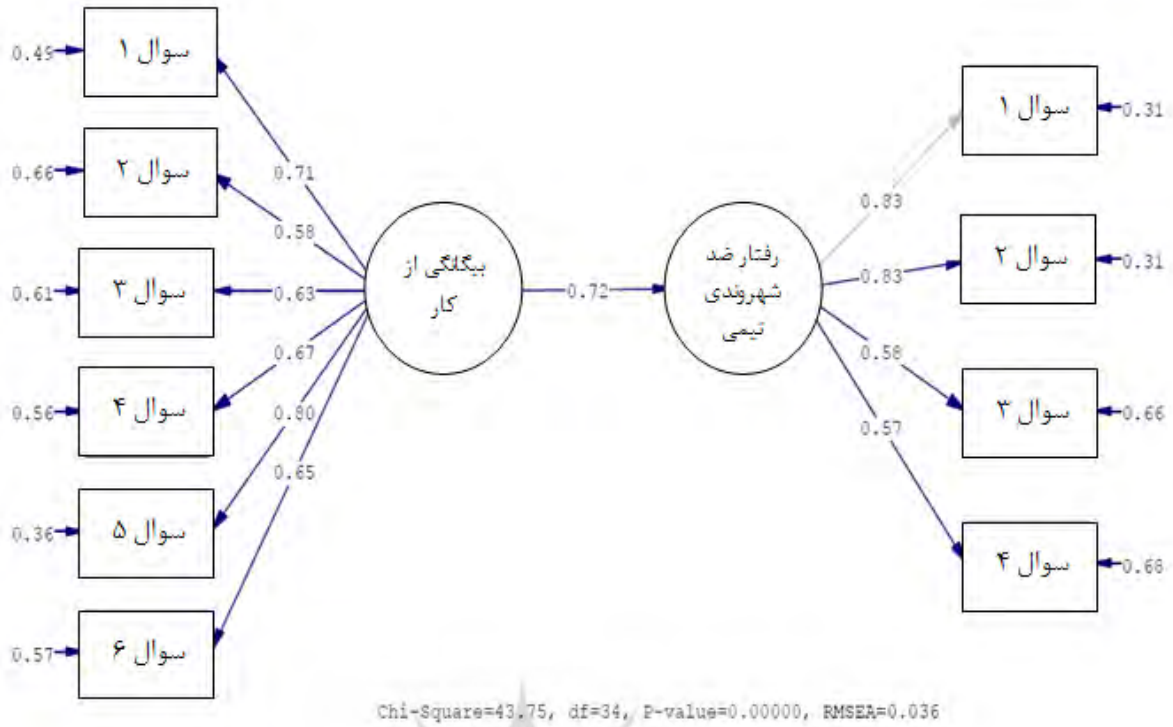 سوال ۱
0.49
سوال ۲
0.66
سوال ۳
0.61
سوال ۴
0.56
سوال ۵
0.36
سوال ۶
0.57
0.71
0.58
0.63
0.67
0.80
0.65
بیگانگی از
کار
0.72
رفتار ضد
شهروندی
تیمی
0.83
0.83
0.58
0.57
سوال ۱
0.31
سوال ۲
0.31
سوال ۳
0.66
سوال ۴
0.68
Chi-Square=43.75, df=34, P-value=0.00000, RMSEA=0.036